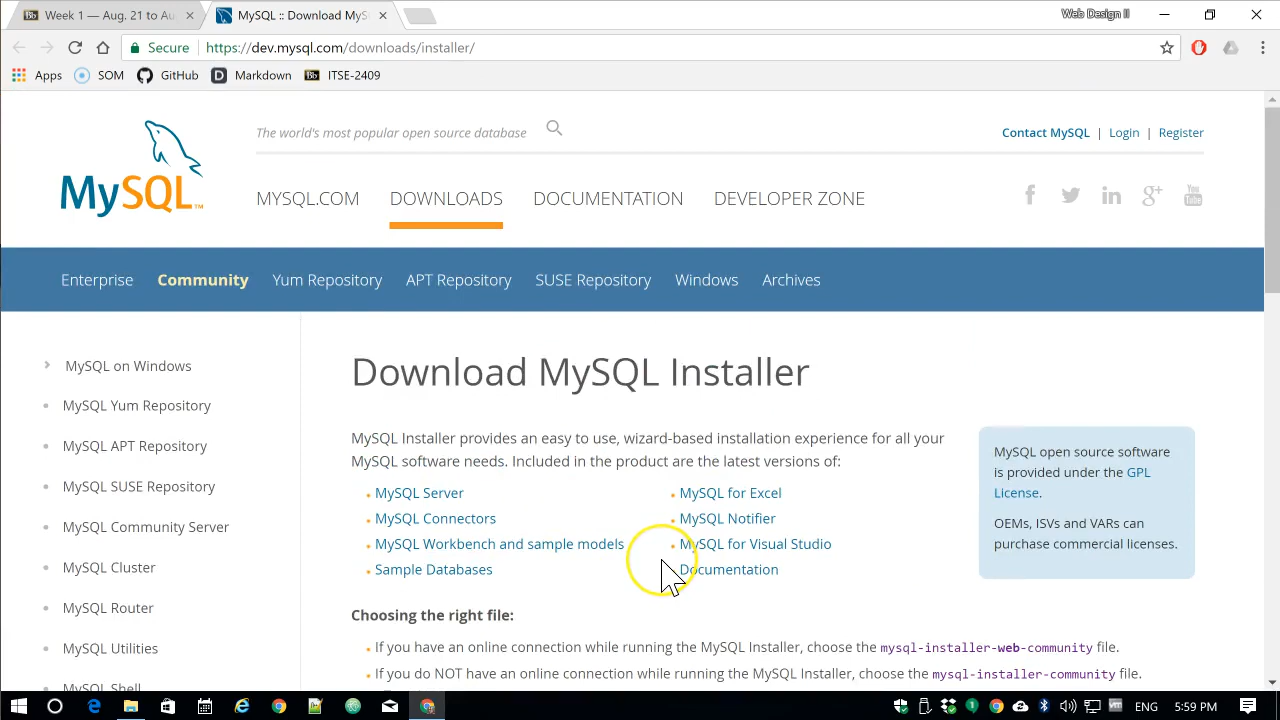 Week 1 — Aug. 21 to Au
MySQL :: Download MyS
Web Design II
Secure
https://dev.mysql.com/downloads/installer/
Apps
SOM
GitHub
Markdown
Bb
ITSE-2409
The world's most popular open source database
Contact MySQL | Login | Register
MySQL™
MYSQL.COM
DOWNLOADS
DOCUMENTATION
DEVELOPER ZONE
Enterprise
Community
Yum Repository
APT Repository
SUSE Repository
Windows
Archives
MySQL on Windows
MySQL Yum Repository
MySQL APT Repository
MySQL SUSE Repository
MySQL Community Server
MySQL Cluster
MySQL Router
MySQL Utilities
MySQL Shell
Download MySQL Installer
MySQL Installer provides an easy to use, wizard-based installation experience for all your
MySQL software needs. Included in the product are the latest versions of:
MySQL Server
MySQL Connectors
MySQL Workbench and sample models
Sample Databases
MySQL for Excel
MySQL Notifier
MySQL for Visual Studio
Documentation
MySQL open source software
is provided under the GPL
License.
OEMs, ISVs and VARs can
purchase commercial licenses.
Choosing the right file:
If you have an online connection while running the MySQL Installer, choose the mysql-installer-web-community file.
If you do NOT have an online connection while running the MySQL Installer, choose the mysql-installer-community file.
ENG
5:59 PM